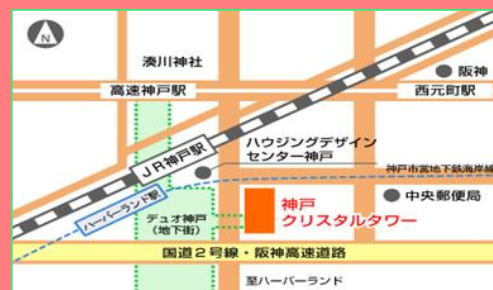 N
湊川神社
阪神
高速神戸駅
西元町駅
JR神戸駅
ハウジングデザイン
センター神戸
神戸市営地下鉄海岸線
ハーバーランド駅
中央郵便局
デュオ神戸
(地下街)
神戸
クリスタルタワー
国道2号線・阪神高速道路
至ハーバーランド